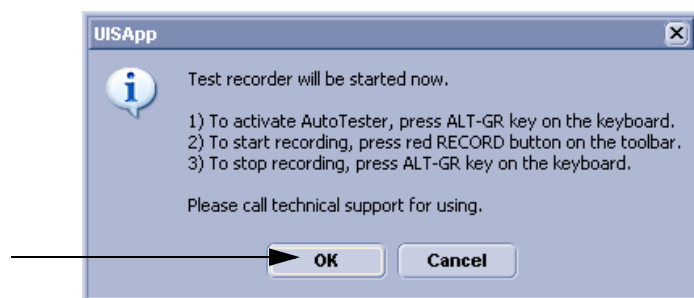 UISApp
Test recorder will be started now.
1) To activate AutoTester, press ALT-GR key on the keyboard.
2) To start recording, press red RECORD button on the toolbar.
3) To stop recording, press ALT-GR key on the keyboard.
Please call technical support for using.
OK Cancel